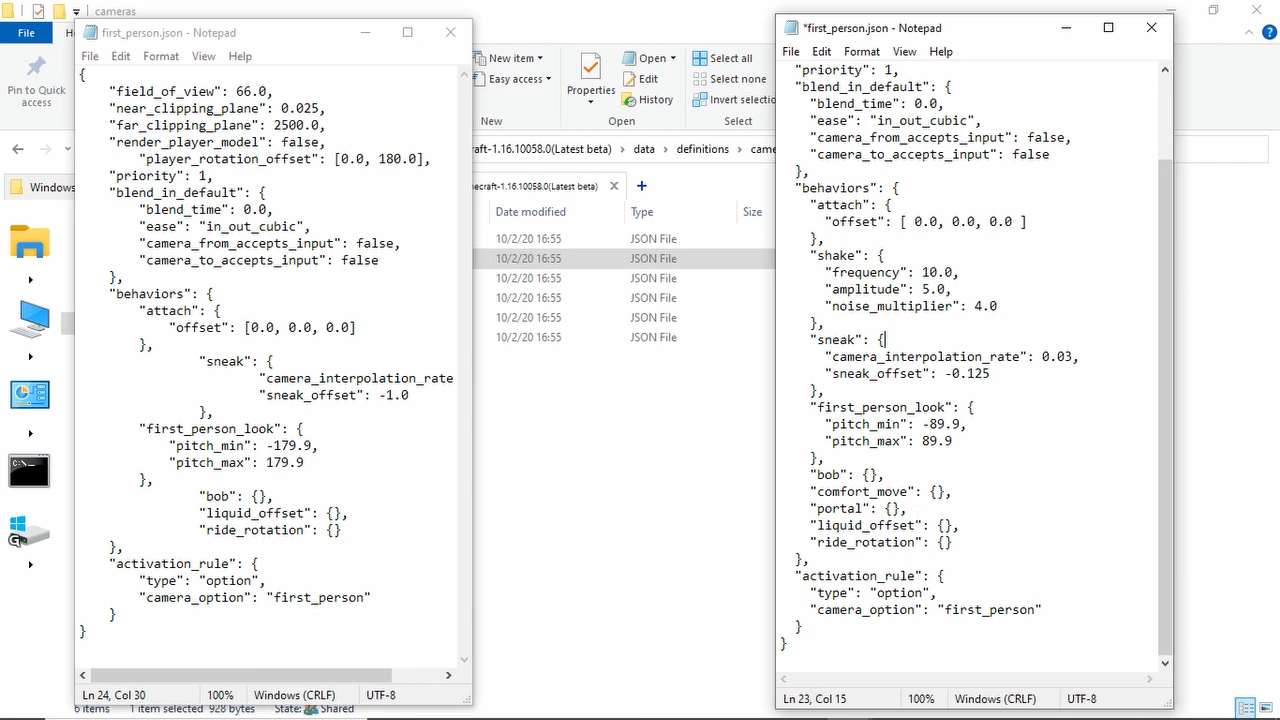 cameras
File
Pin to Quick
access
New item
Easy access
New
Properties
Open
Edit
History
Open
Select all
Select none
Invert selectio
Select
craft-1.16.10058.0(Latest beta) > data > definitions > came
Windows
necraft-1.16.10058.0(Latest beta)
Date modified
Type
Size
10/2/20 16:55 JSON File
10/2/20 16:55 JSON File
10/2/20 16:55 JSON File
10/2/20 16:55 JSON File
10/2/20 16:55 JSON File
10/2/20 16:55 JSON File
first_person.json - Notepad
File Edit Format View Help
{
"field_of_view": 66.0,
"near_clipping_plane": 0.025,
"far_clipping_plane": 2500.0,
"render_player_model": false,
"player_rotation_offset": [0.0, 180.0],
"priority": 1,
"blend_in_default": {
"blend_time": 0.0,
"ease": "in_out_cubic",
"camera_from_accepts_input": false,
"camera_to_accepts_input": false
},
"behaviors": {
"attach": {
"offset": [0.0, 0.0, 0.0]
},
"sneak": {
"camera_interpolation_rate
"sneak_offset": -1.0
},
"first_person_look": {
"pitch_min": -179.9,
"pitch_max": 179.9
},
"bob": {},
"liquid_offset": {},
"ride_rotation": {}
},
"activation_rule": {
"type": "option",
"camera_option": "first_person"
}
}
Ln 24, Col 30
100%
Windows (CRLF)
UTF-8
6 items
1 item selected 928 bytes
State:
Shared
*first_person.json - Notepad
File Edit Format View Help
"priority": 1,
"blend_in_default": {
"blend_time": 0.0,
"ease": "in_out_cubic",
"camera_from_accepts_input": false,
"camera_to_accepts_input": false
},
"behaviors": {
"attach": {
"offset": [ 0.0, 0.0, 0.0 ]
},
"shake": {
"frequency": 10.0,
"amplitude": 5.0,
"noise_multiplier": 4.0
},
"sneak": {
"camera_interpolation_rate": 0.03,
"sneak_offset": -0.125
},
"first_person_look": {
"pitch_min": -89.9,
"pitch_max": 89.9
},
"bob": {},
"comfort_move": {},
"portal": {},
"liquid_offset": {},
"ride_rotation": {}
},
"activation_rule": {
"type": "option",
"camera_option": "first_person"
}
}
Ln 23, Col 15
100%
Windows (CRLF)
UTF-8